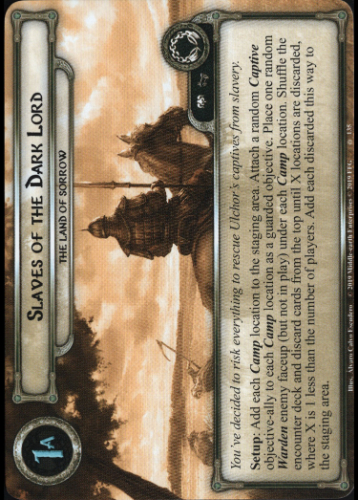 1A
SLAVES OF THE DARK LORD
THE LAND OF SORROW
You've decided to risk everything to rescue Ulchor's captives from slavery.
Setup: Add each Camp location to the staging area. Attach a random Captive
objective-ally to each Camp location as a guarded objective. Place one random
Warden enemy faceup (but not in play) under each Camp location. Shuffle the
encounter deck and discard cards from the top until X locations are discarded,
where X is 1 less than the number of players. Add each discarded this way to
the staging area.
Illus. Álvaro Calvo Escudero © 2019 Middle-earth Enterprises © 2019 FFG 135